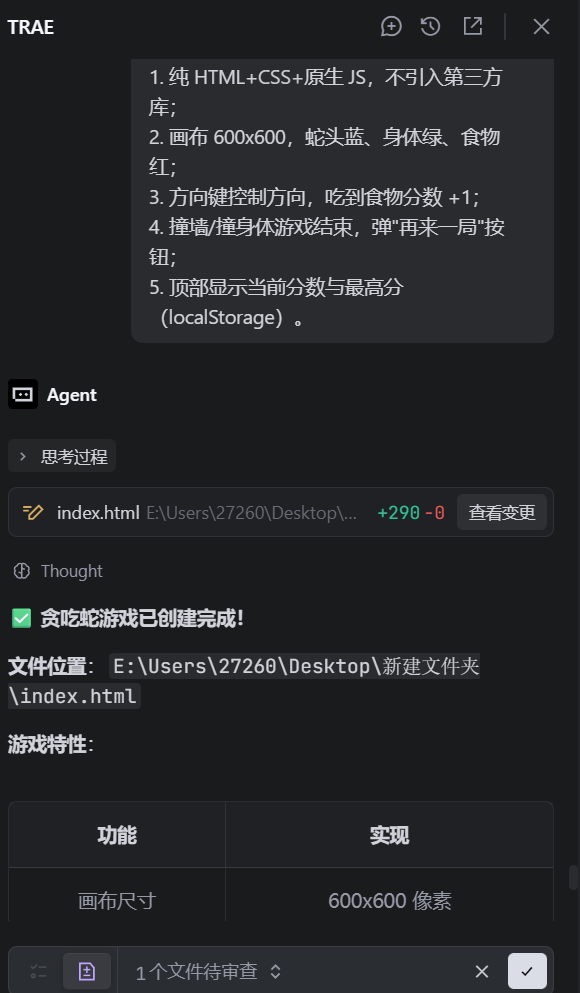 TRAE
1. 纯 HTML+CSS+原生 JS，不引入第三方
库；
2. 画布 600x600，蛇头蓝、身体绿、食物
红；
3. 方向键控制方向，吃到食物分数 +1；
4. 撞墙/撞身体游戏结束，弹"再来一局"按
钮；
5. 顶部显示当前分数与最高分
（localStorage）。
Agent
思考过程
index.html E:\Users\27260\Desktop\... +290 -0 查看变更
Thought
✅ 贪吃蛇游戏已创建完成！
文件位置： E:\Users\27260\Desktop\新建文件夹
\index.html
游戏特性：
功能 实现
画布尺寸 600x600 像素
1 个文件待审查